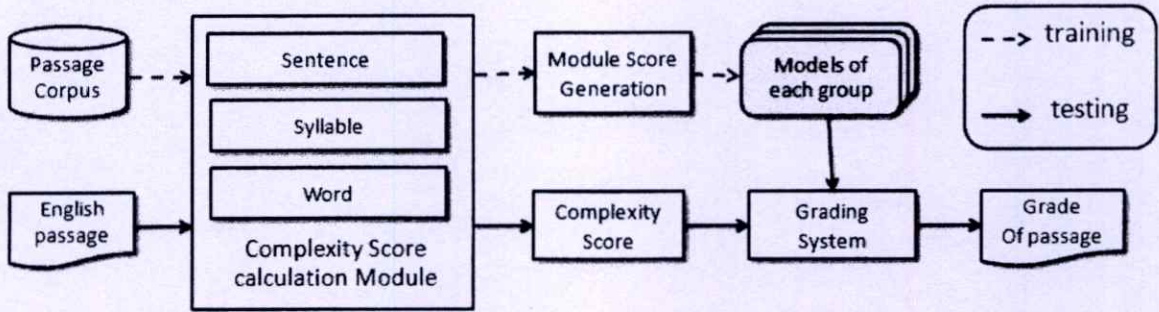 Passage
Corpus
Sentence
Syllable
Word
Complexity Score
calculation Module
Module Score
Generation
Models of
each group
training
testing
English
passage
Complexity
Score
Grading
System
Grade
Of passage